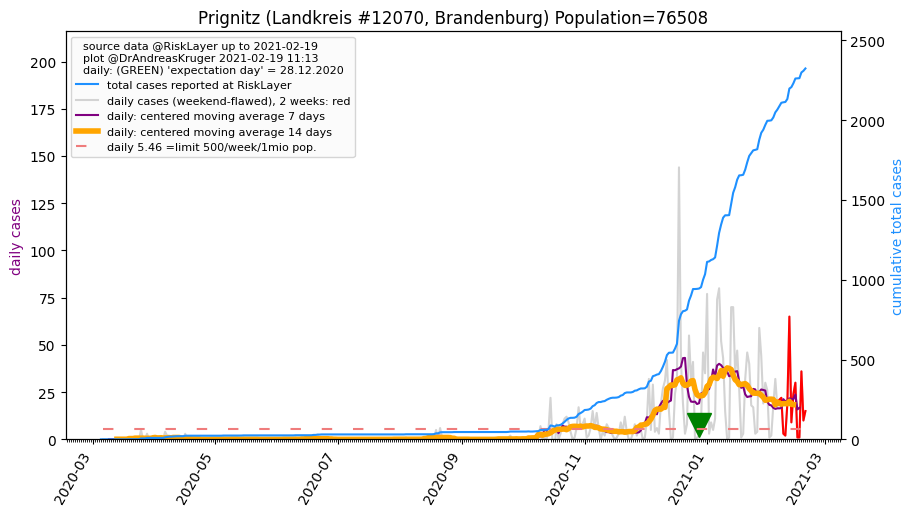 Prignitz (Landkreis #12070, Brandenburg) Population=76508
source data @RiskLayer up to 2021-02-19
plot @DrAndreasKruger 2021-02-19 11:13
daily: (GREEN) 'expectation day' = 28.12.2020
total cases reported at RiskLayer
daily cases (weekend-flawed), 2 weeks: red
daily: centered moving average 7 days
daily: centered moving average 14 days
daily 5.46 =limit 500/week/1mio pop.
daily cases
200
175
150
125
100
75
50
25
0
cumulative total cases
2500
2000
1500
1000
500
0
2020-03
2020-05
2020-07
2020-09
2020-11
2021-01
2021-03